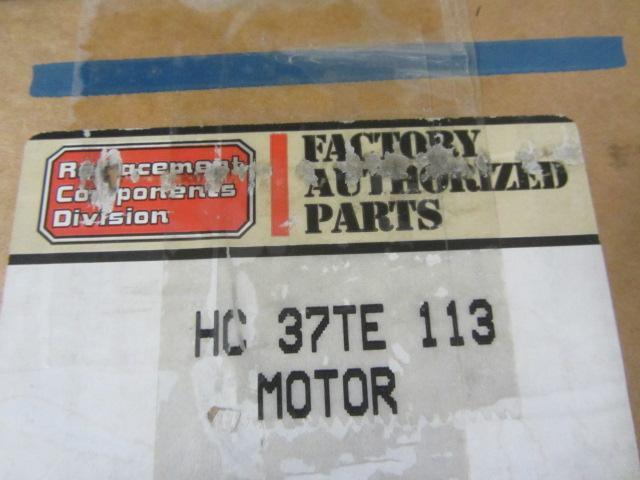 Replacement
Components
Division
FACTORY
AUTHORIZED
PARTS
HC 37TE 113
MOTOR